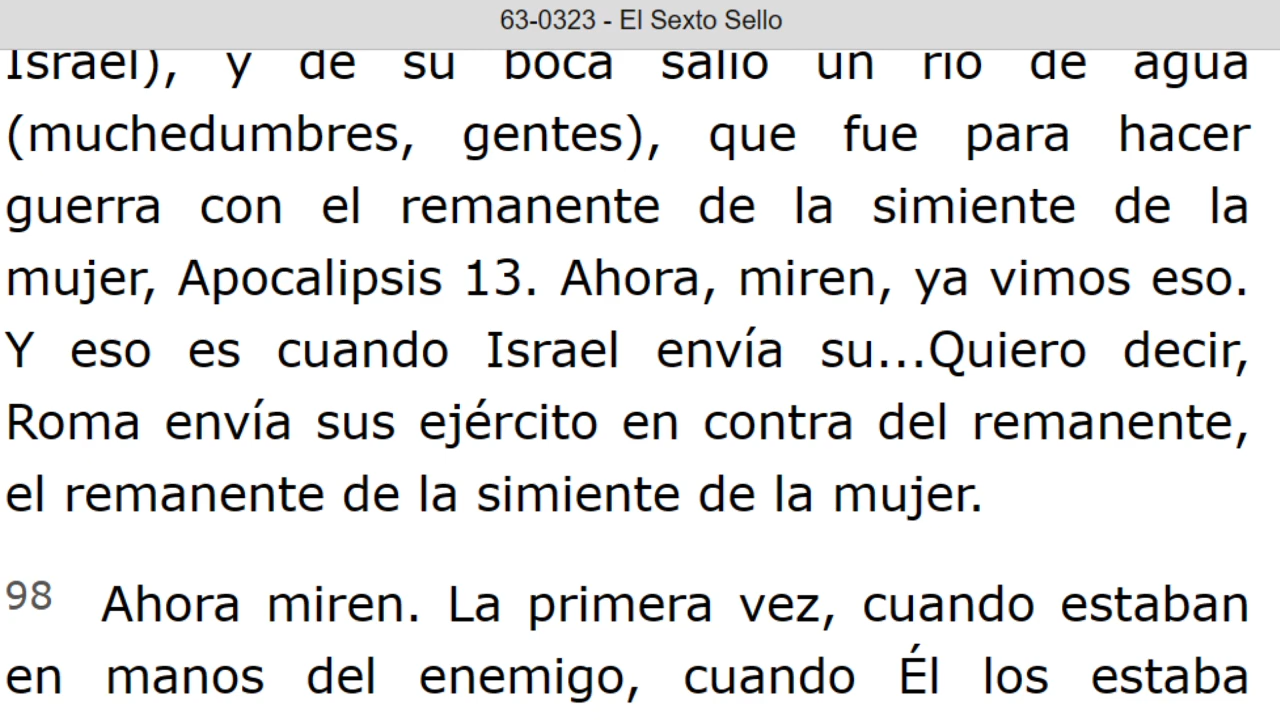 63-0323 - El Sexto Sello
Israel), y de su boca salió un río de agua
(muchedumbres, gentes), que fue para hacer
guerra con el remanente de la simiente de la
mujer, Apocalipsis 13. Ahora, miren, ya vimos eso.
Y eso es cuando Israel envía su...Quiero decir,
Roma envía sus ejército en contra del remanente,
el remanente de la simiente de la mujer.
98 Ahora miren. La primera vez, cuando estaban
en manos del enemigo, cuando Él los estaba